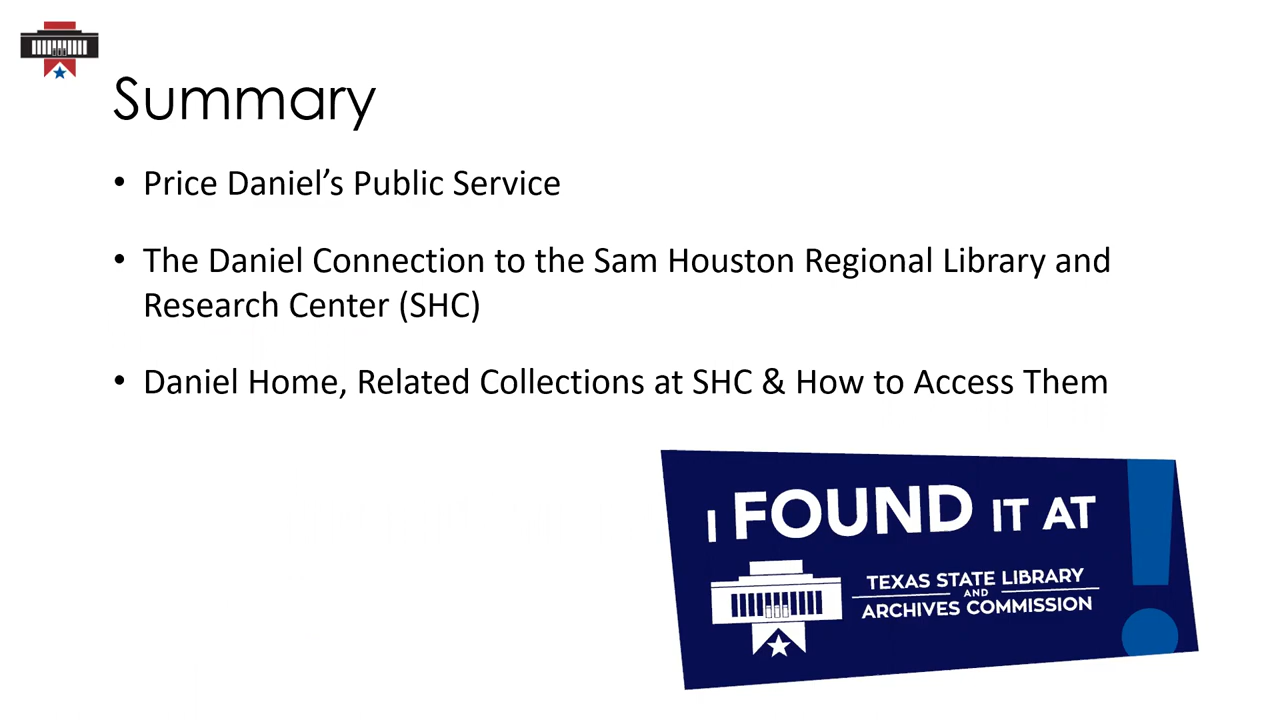 Summary
• Price Daniel’s Public Service
• The Daniel Connection to the Sam Houston Regional Library and
Research Center (SHC)
• Daniel Home, Related Collections at SHC & How to Access Them
I FOUND IT AT !
TEXAS STATE LIBRARY
AND
ARCHIVES COMMISSION